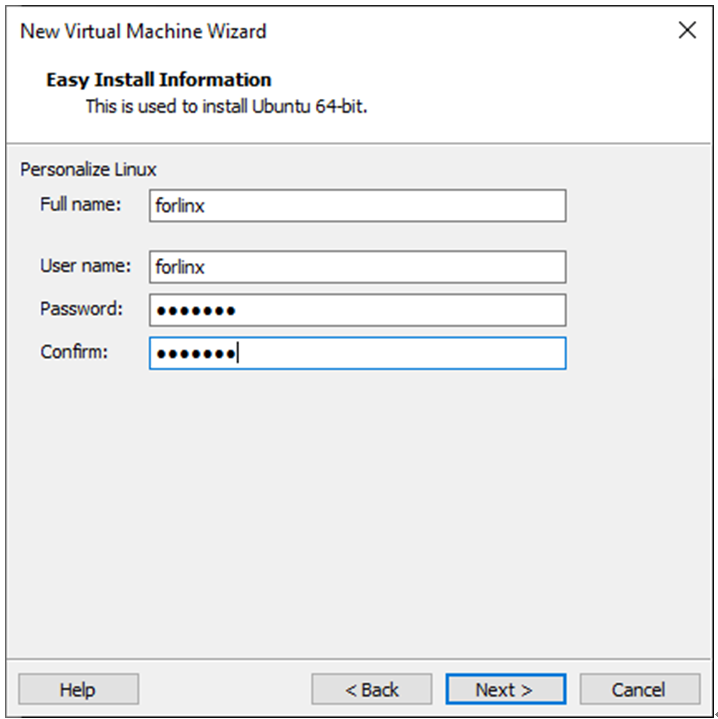 New Virtual Machine Wizard
Easy Install Information
This is used to install Ubuntu 64-bit.
Personalize Linux
Full name: forlinx
User name: forlinx
Password: ●●●●●●●
Confirm: ●●●●●●●
Help < Back Next > Cancel